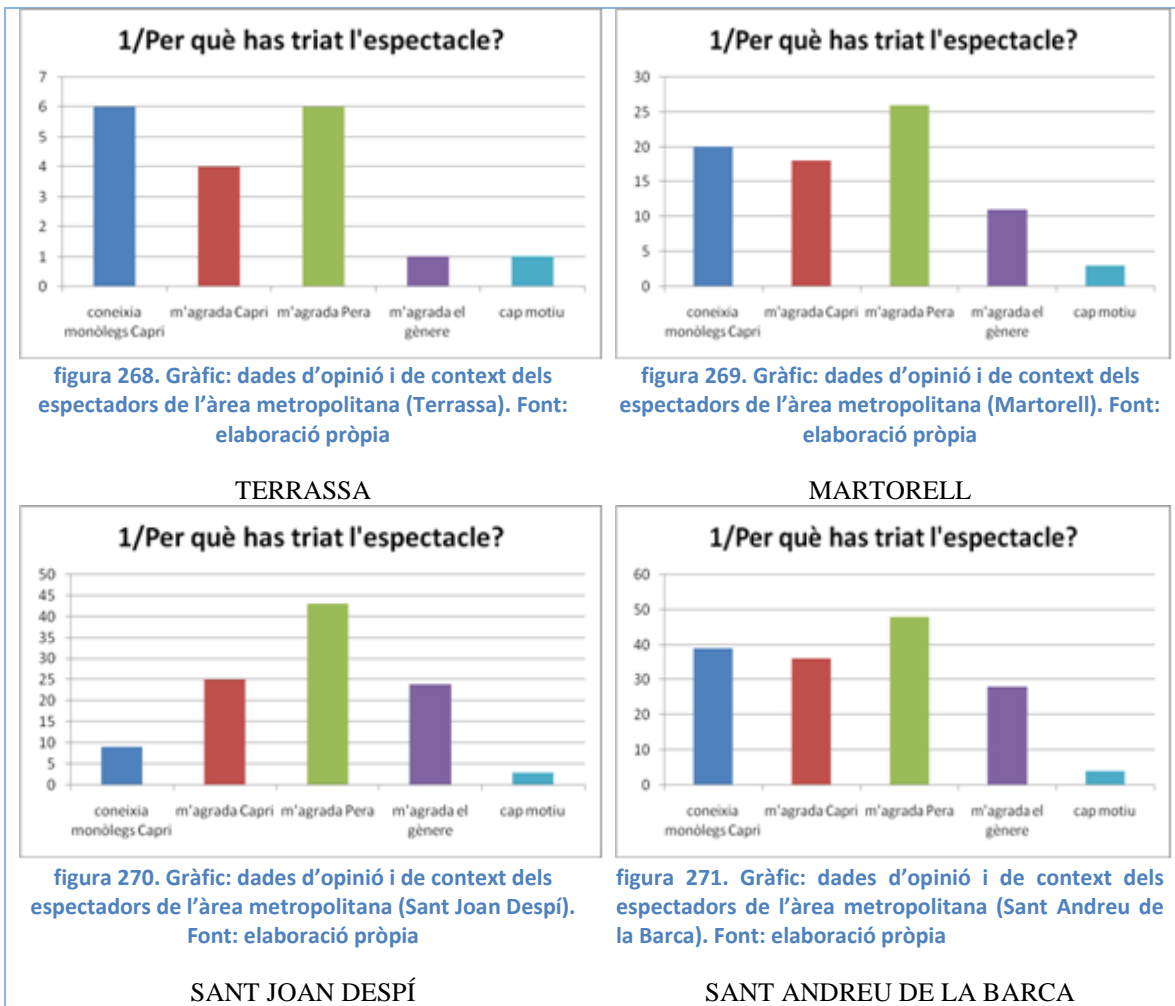 1/Per què has triat l'espectacle?
7
6
5
4
3
2
1
0
coneixia
monòlegs Capri
m'agrada Capri
m'agrada Pera
m'agrada el
gènere
cap motiu
figura 268. Gràfic: dades d’opinió i de context dels
espectadors de l’àrea metropolitana (Terrassa). Font:
elaboració pròpia
TERRASSA
1/Per què has triat l'espectacle?
30
25
20
15
10
5
0
coneixia
monòlegs Capri
m'agrada Capri
m'agrada Pera
m'agrada el
gènere
cap motiu
figura 269. Gràfic: dades d’opinió i de context dels
espectadors de l’àrea metropolitana (Martorell). Font:
elaboració pròpia
MARTORELL
1/Per què has triat l'espectacle?
50
45
40
35
30
25
20
15
10
5
0
coneixia
monòlegs Capri
m'agrada Capri
m'agrada Pera
m'agrada el
gènere
cap motiu
figura 270. Gràfic: dades d’opinió i de context dels
espectadors de l’àrea metropolitana (Sant Joan Despí).
Font: elaboració pròpia
SANT JOAN DESPÍ
1/Per què has triat l'espectacle?
60
50
40
30
20
10
0
coneixia
monòlegs Capri
m'agrada Capri
m'agrada Pera
m'agrada el
gènere
cap motiu
figura 271. Gràfic: dades d’opinió i de context dels
espectadors de l’àrea metropolitana (Sant Andreu de
la Barca). Font: elaboració pròpia
SANT ANDREU DE LA BARCA